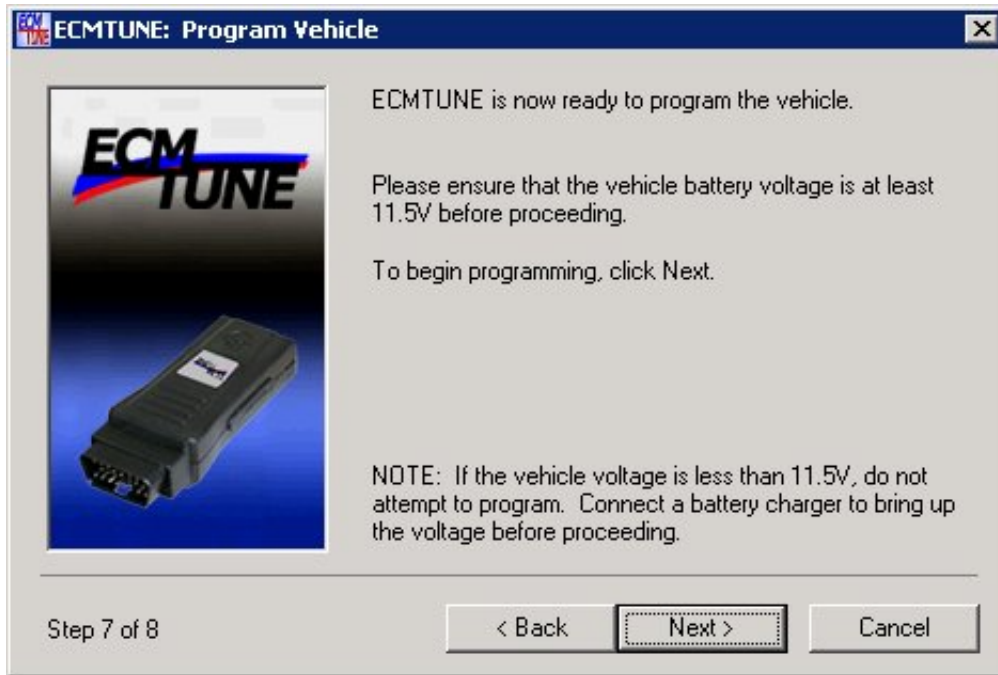 ECMTUNE: Program Vehicle
ECM
TUNE
ECMTUNE is now ready to program the vehicle.
Please ensure that the vehicle battery voltage is at least
11.5V before proceeding.
To begin programming, click Next.
NOTE: If the vehicle voltage is less than 11.5V, do not
attempt to program. Connect a battery charger to bring up
the voltage before proceeding.
Step 7 of 8
< Back
Next >
Cancel